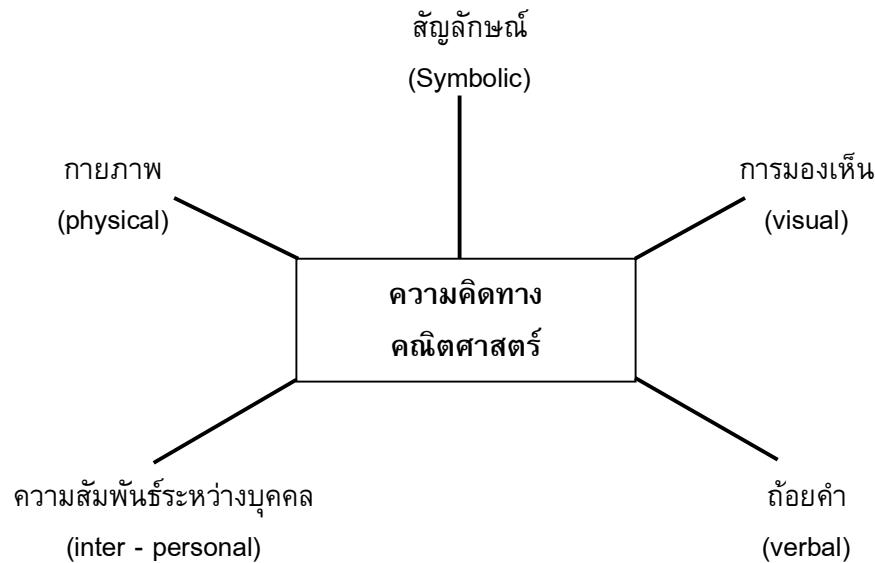 สัญลักษณ์
(Symbolic)
กายภาพ
(physical)
การมองเห็น
(visual)
ความคิดทาง
คณิตศาสตร์
ความสัมพันธ์ระหว่างบุคคล
(inter - personal)
ถ้อยคำ
(verbal)